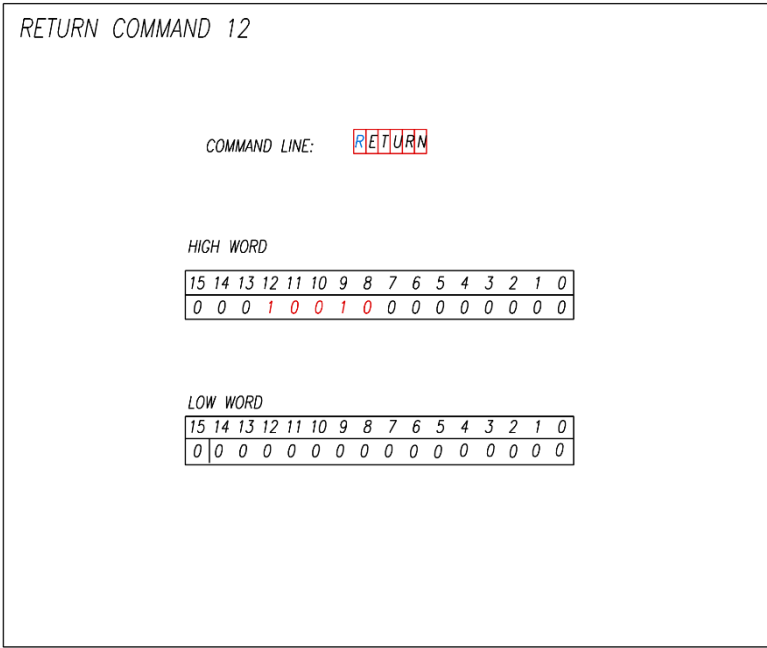 RETURN COMMAND 12
COMMAND LINE: RETURN
HIGH WORD
15 14 13 12 11 10 9 8 7 6 5 4 3 2 1 0
0 0 0 1 0 0 1 0 0 0 0 0 0 0 0 0
LOW WORD
15 14 13 12 11 10 9 8 7 6 5 4 3 2 1 0
0 0 0 0 0 0 0 0 0 0 0 0 0 0 0 0